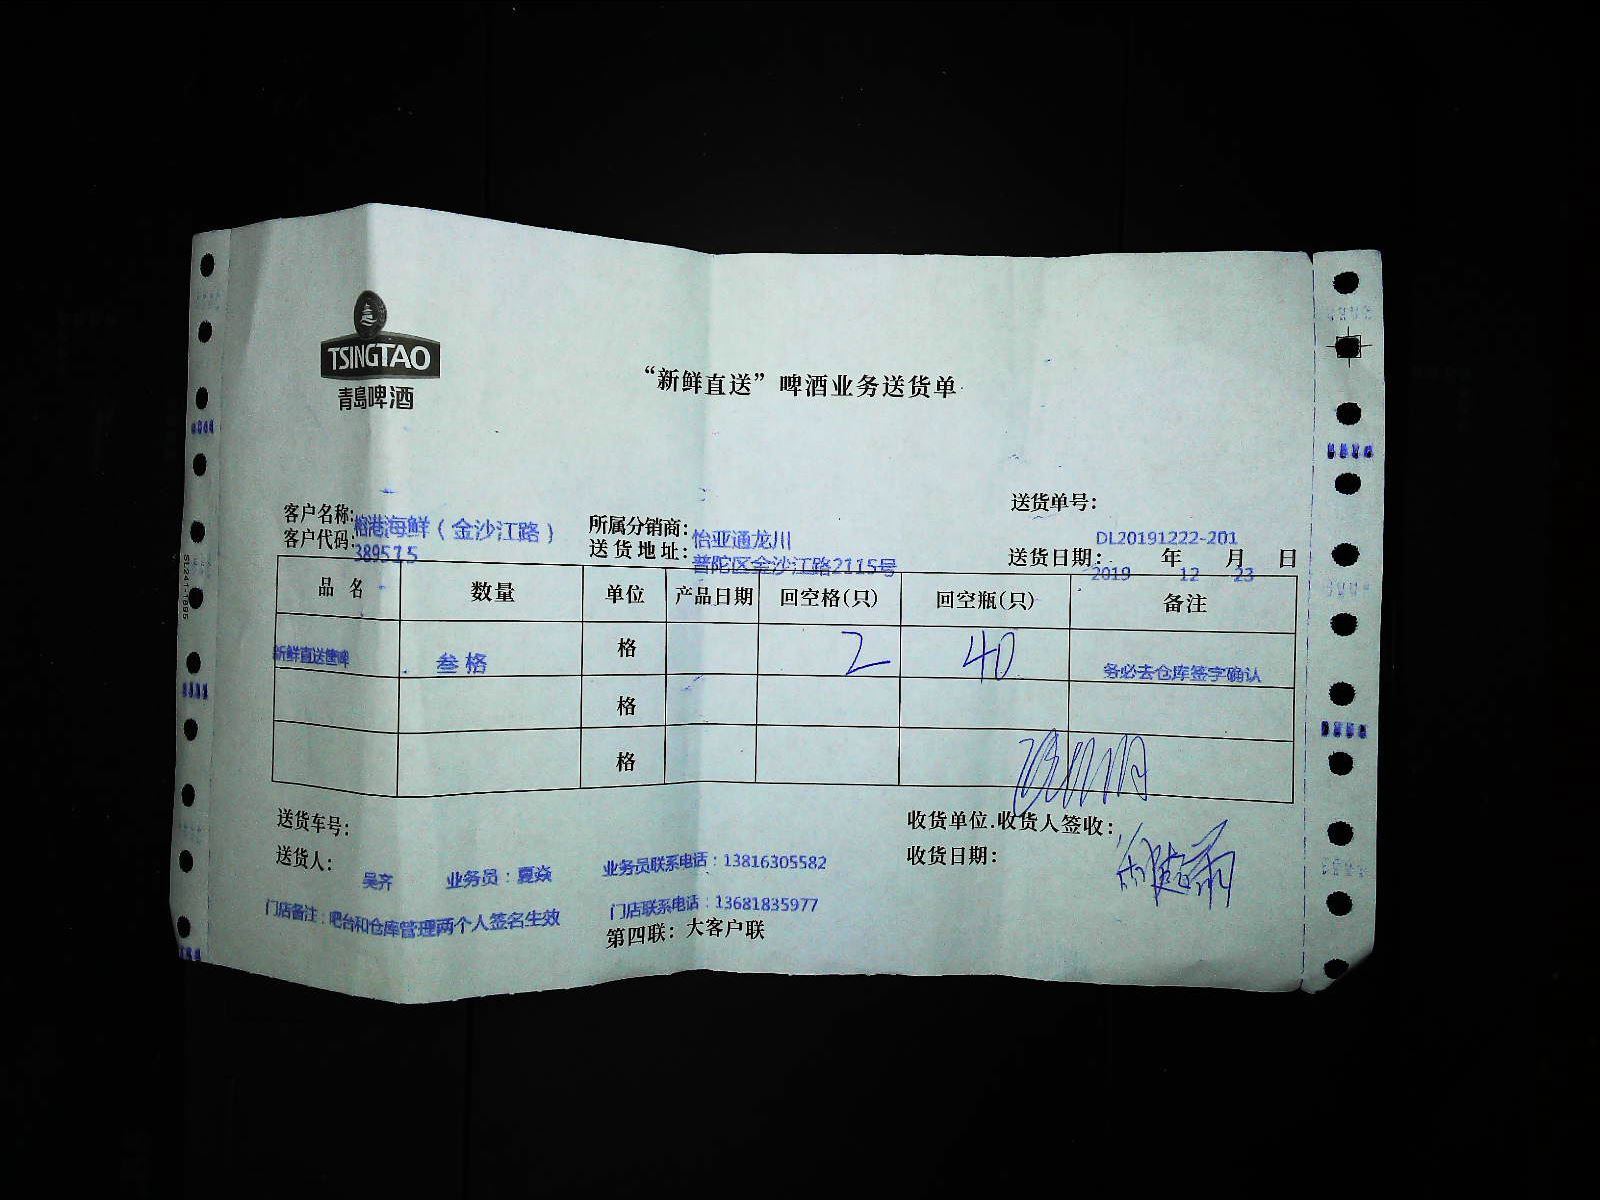 TSINGTAO
青島啤酒
“新鲜直送”啤酒业务送货单
送货单号：
DL20191222-201
客户名称：榕港海鲜（金沙江路）
所属分销商：怡亚通龙川
客户代码：
送货地址：普陀区金沙江路2115号
送货日期：2019年12月23日
品名 数量 单位 产品日期 回空格(只) 回空瓶(只) 备注
新鲜直送 叁格 格 2 40 务必去仓库签字确认
格
格
送货车号：
收货单位.收货人签收：
送货人：吴齐 业务员：夏焱 业务员联系电话：13816305582
收货日期：
门店备注：吧台和仓库管理两个人签名生效 门店联系电话：13681835977
第四联：大客户联